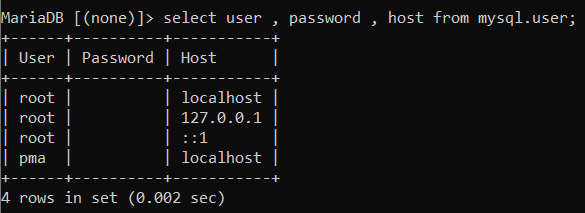 MariaDB [(none)]> select user , password , host from mysql.user;
+------+----------+-----------+
| User | Password | Host      |
+------+----------+-----------+
| root |          | localhost |
| root |          | 127.0.0.1 |
| root |          | ::1       |
| pma  |          | localhost |
+------+----------+-----------+
4 rows in set (0.002 sec)